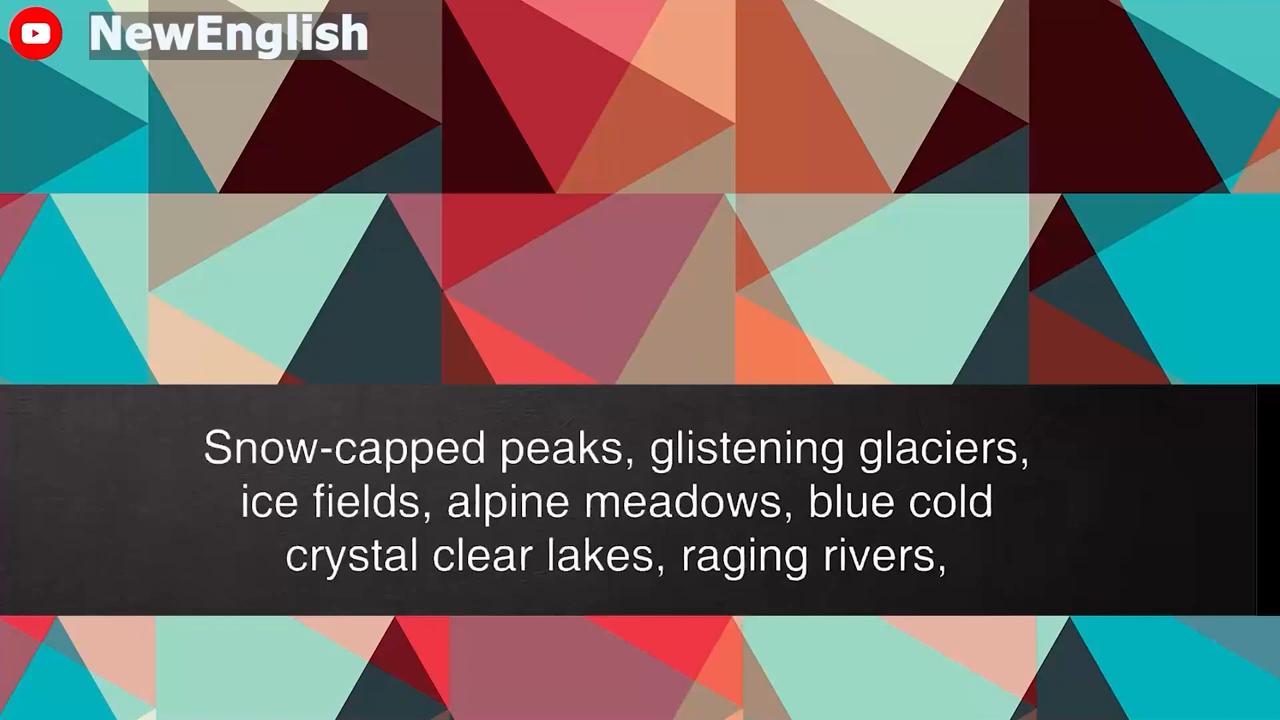 NewEnglish
Snow-capped peaks, glistening glaciers,
ice fields, alpine meadows, blue cold
crystal clear lakes, raging rivers,